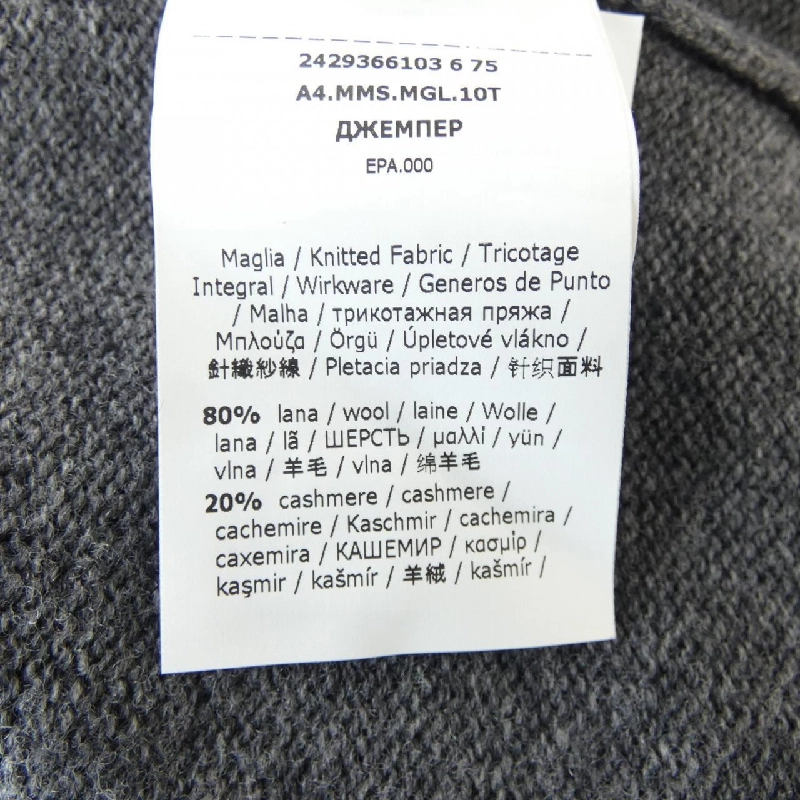 2429366103 6 75
A4.MMS.MGL.10T
ДЖЕМПЕР
EPA.000
Maglia / Knitted Fabric / Tricotage
Integral / Wirkware / Generos de Punto
/ Malha / трикотажная пряжа /
Μπλούζα / Örgü / Úpletové vlákno /
針織紗線 / Pletacia priadza / 针织面料
80% lana / wool / laine / Wolle /
lana / lã / ШЕРСТЬ / μαλλί / yün /
vlna / 羊毛 / vlna / 绵羊毛
20% cashmere / cashmere /
cachemire / Kaschmir / cachemira /
caxemira / КАШЕМИР / κασμίρ /
kaşmir / kašmír / 羊絨 / kašmír /